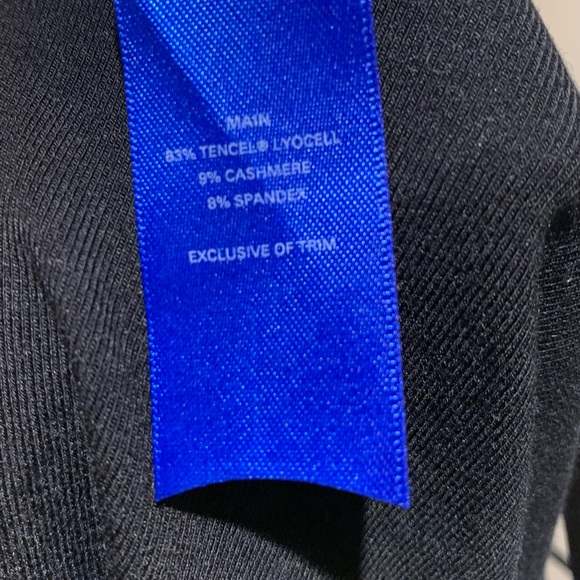 MAIN
83% TENCEL® LYOCELL
9% CASHMERE
8% SPANDEX
EXCLUSIVE OF TRIM